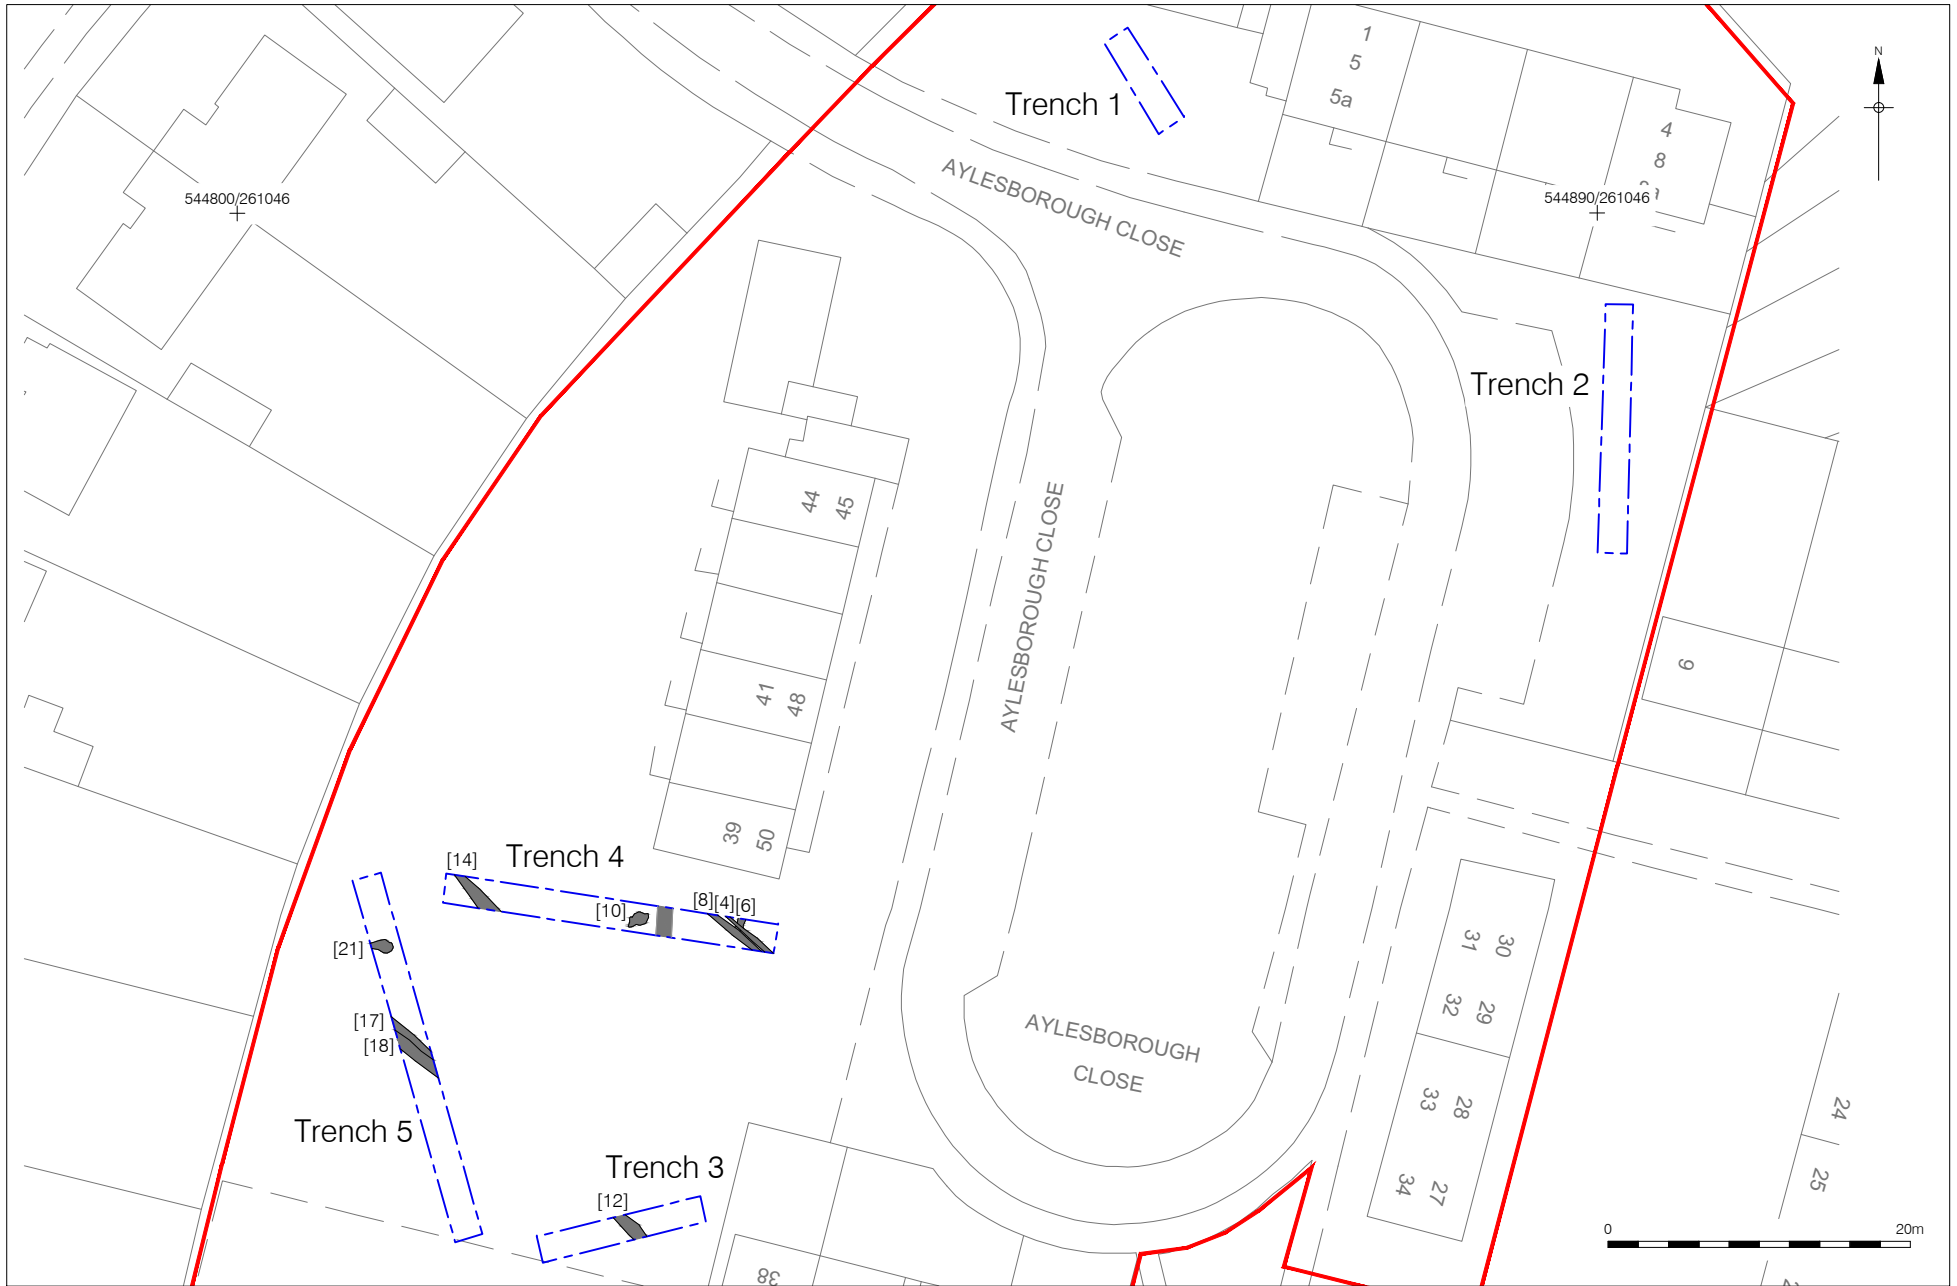 1
5
5a
4
8
N
Trench 1
544800/261046
544890/261046
AYLESBOROUGH CLOSE
Trench 2
44
45
AYLESBOROUGH CLOSE
41
48
9
39
50
Trench 4
[14]
[10]
[8][4][6]
[21]
[17]
[18]
30
31
29
32
AYLESBOROUGH
CLOSE
28
33
27
34
24
25
Trench 5
Trench 3
[12]
38
0
20m